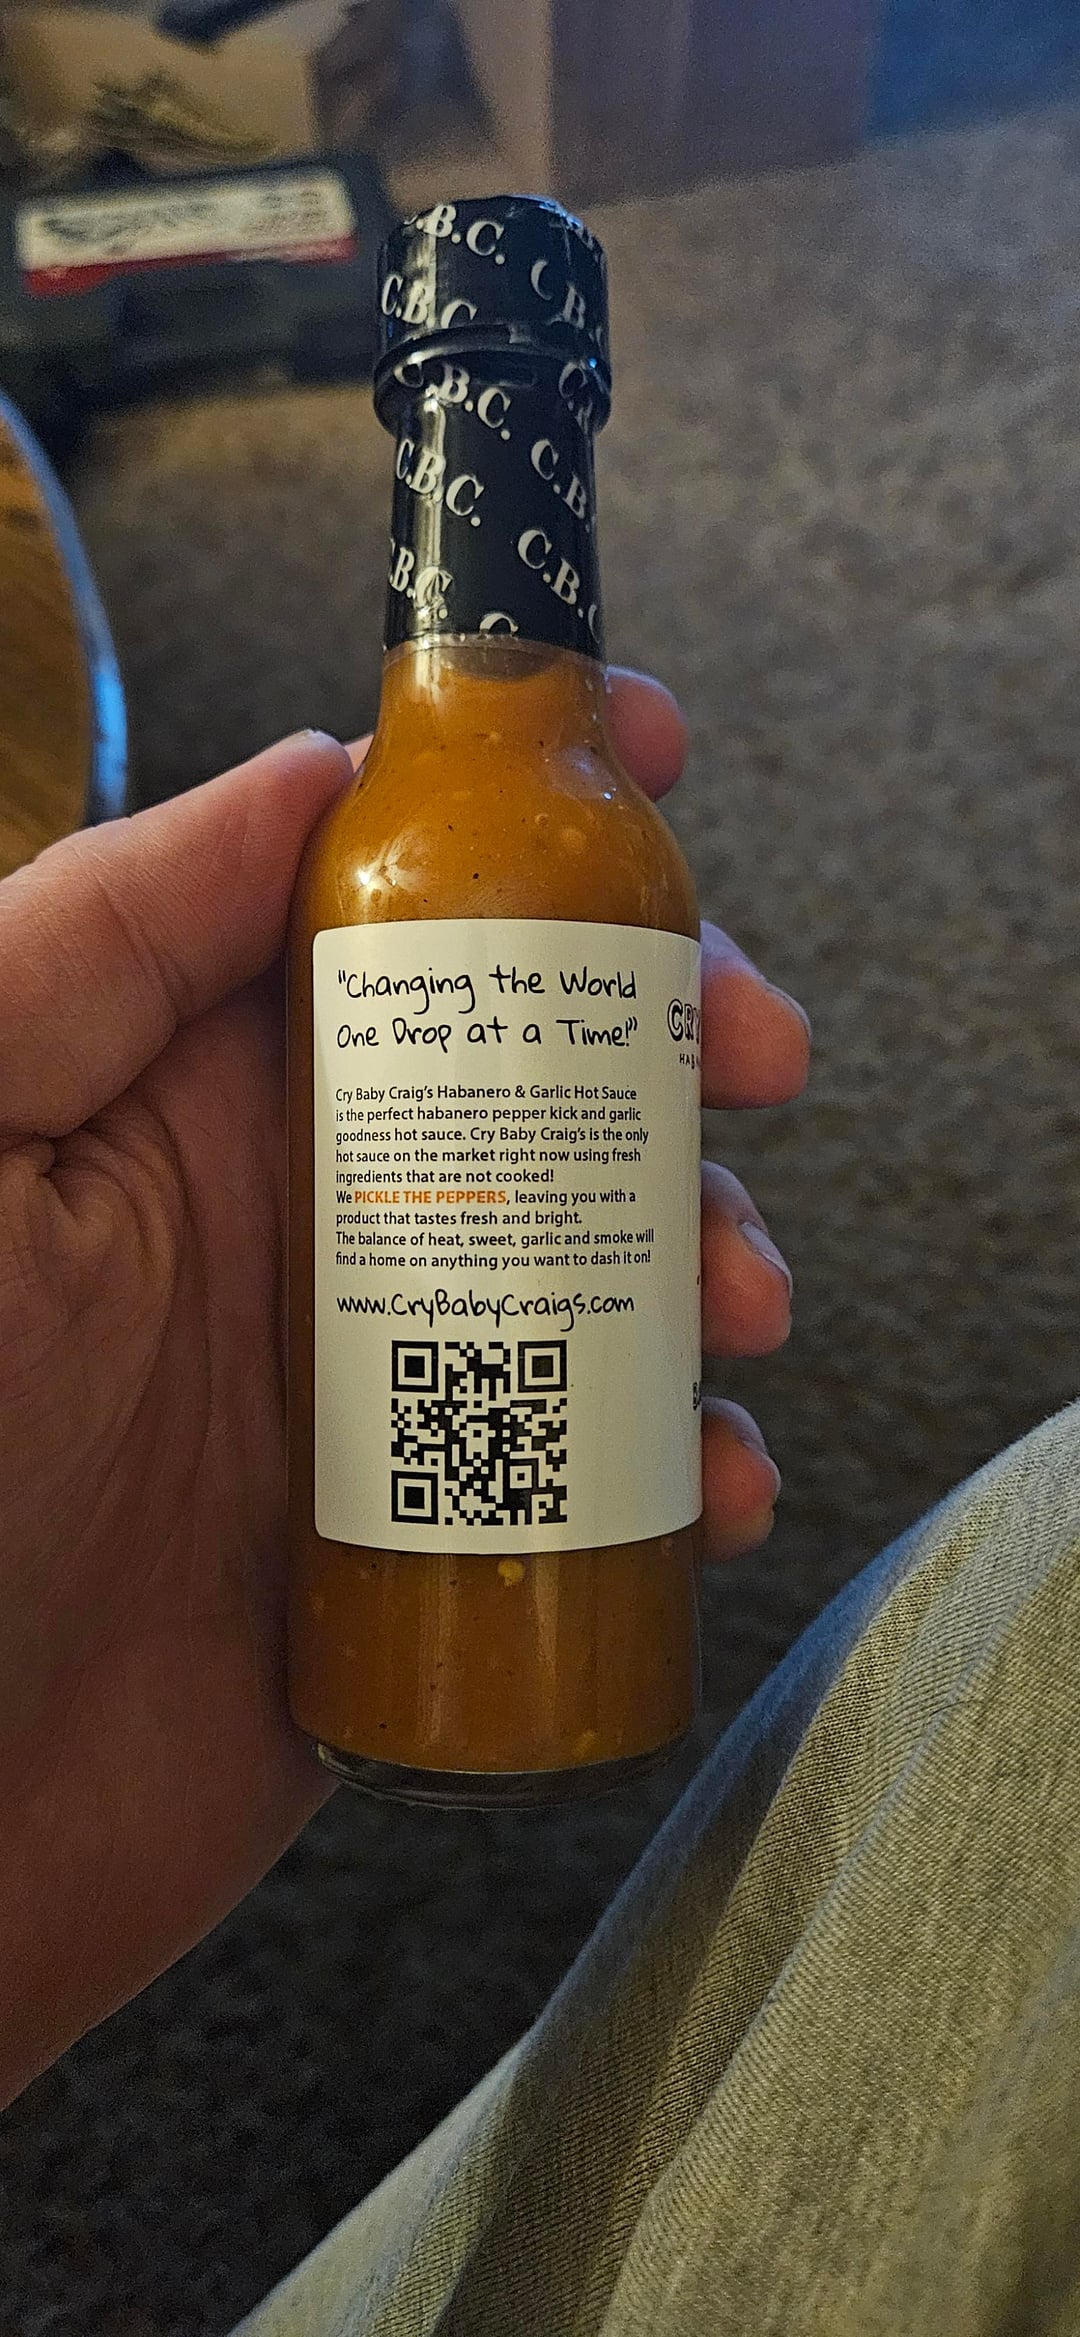 C.B.C.
C.B.C.
C.B.C.
C.B.C.
C.B.C.
C.B.
C.B.C.
"Changing the World
One Drop at a Time!"
Cry Baby Craig's Habanero & Garlic Hot Sauce
is the perfect habanero pepper kick and garlic
goodness hot sauce. Cry Baby Craig's is the only
hot sauce on the market right now using fresh
ingredients that are not cooked!
We PICKLE THE PEPPERS, leaving you with a
product that tastes fresh and bright.
The balance of heat, sweet, garlic and smoke will
find a home on anything you want to dash it on!
www.CryBabyCraigs.com
CRY
HABA